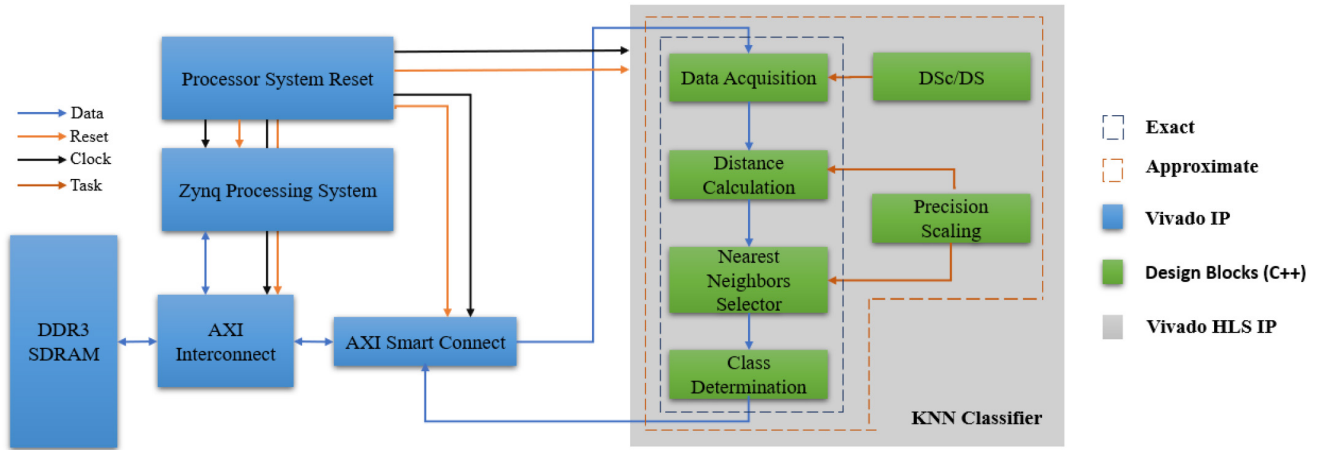 Processor System Reset
Data
Reset
Clock
Task
Zynq Processing System
DDR3
SDRAM
AXI
Interconnect
AXI Smart Connect
Data Acquisition
DSc/DS
Distance
Calculation
Precision
Scaling
Nearest
Neighbors
Selector
Class
Determination
KNN Classifier
Exact
Approximate
Vivado IP
Design Blocks (C++)
Vivado HLS IP